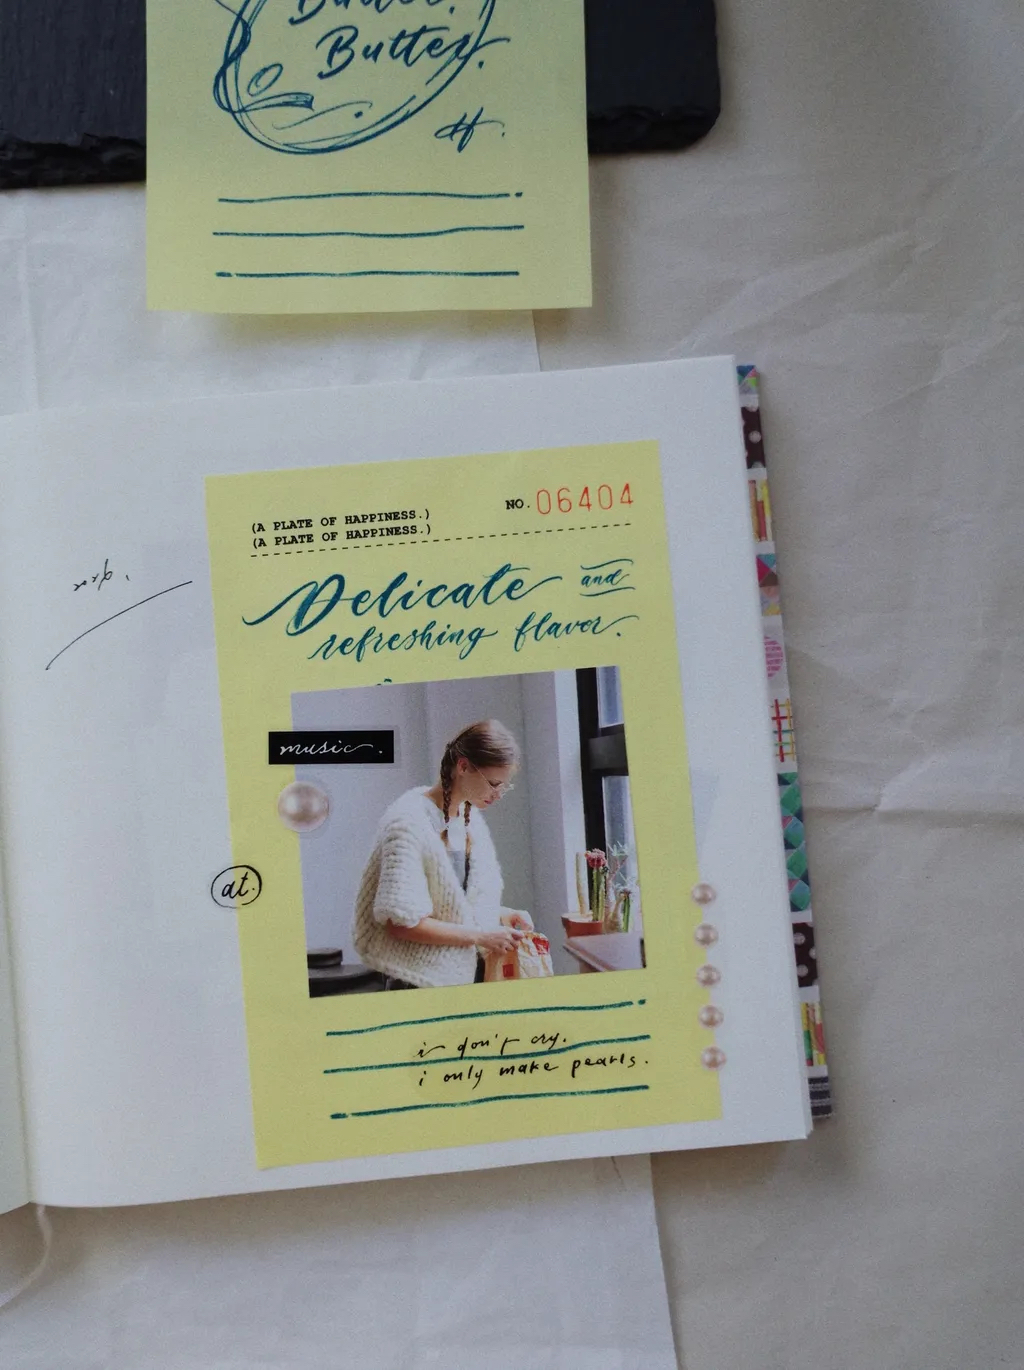 Butter.
Butter.
(A PLATE OF HAPPINESS.)
(A PLATE OF HAPPINESS.)
NO. 06404
Delicate and
refreshing flavor.
music.
at.
i don't cry.
i only make pearls.